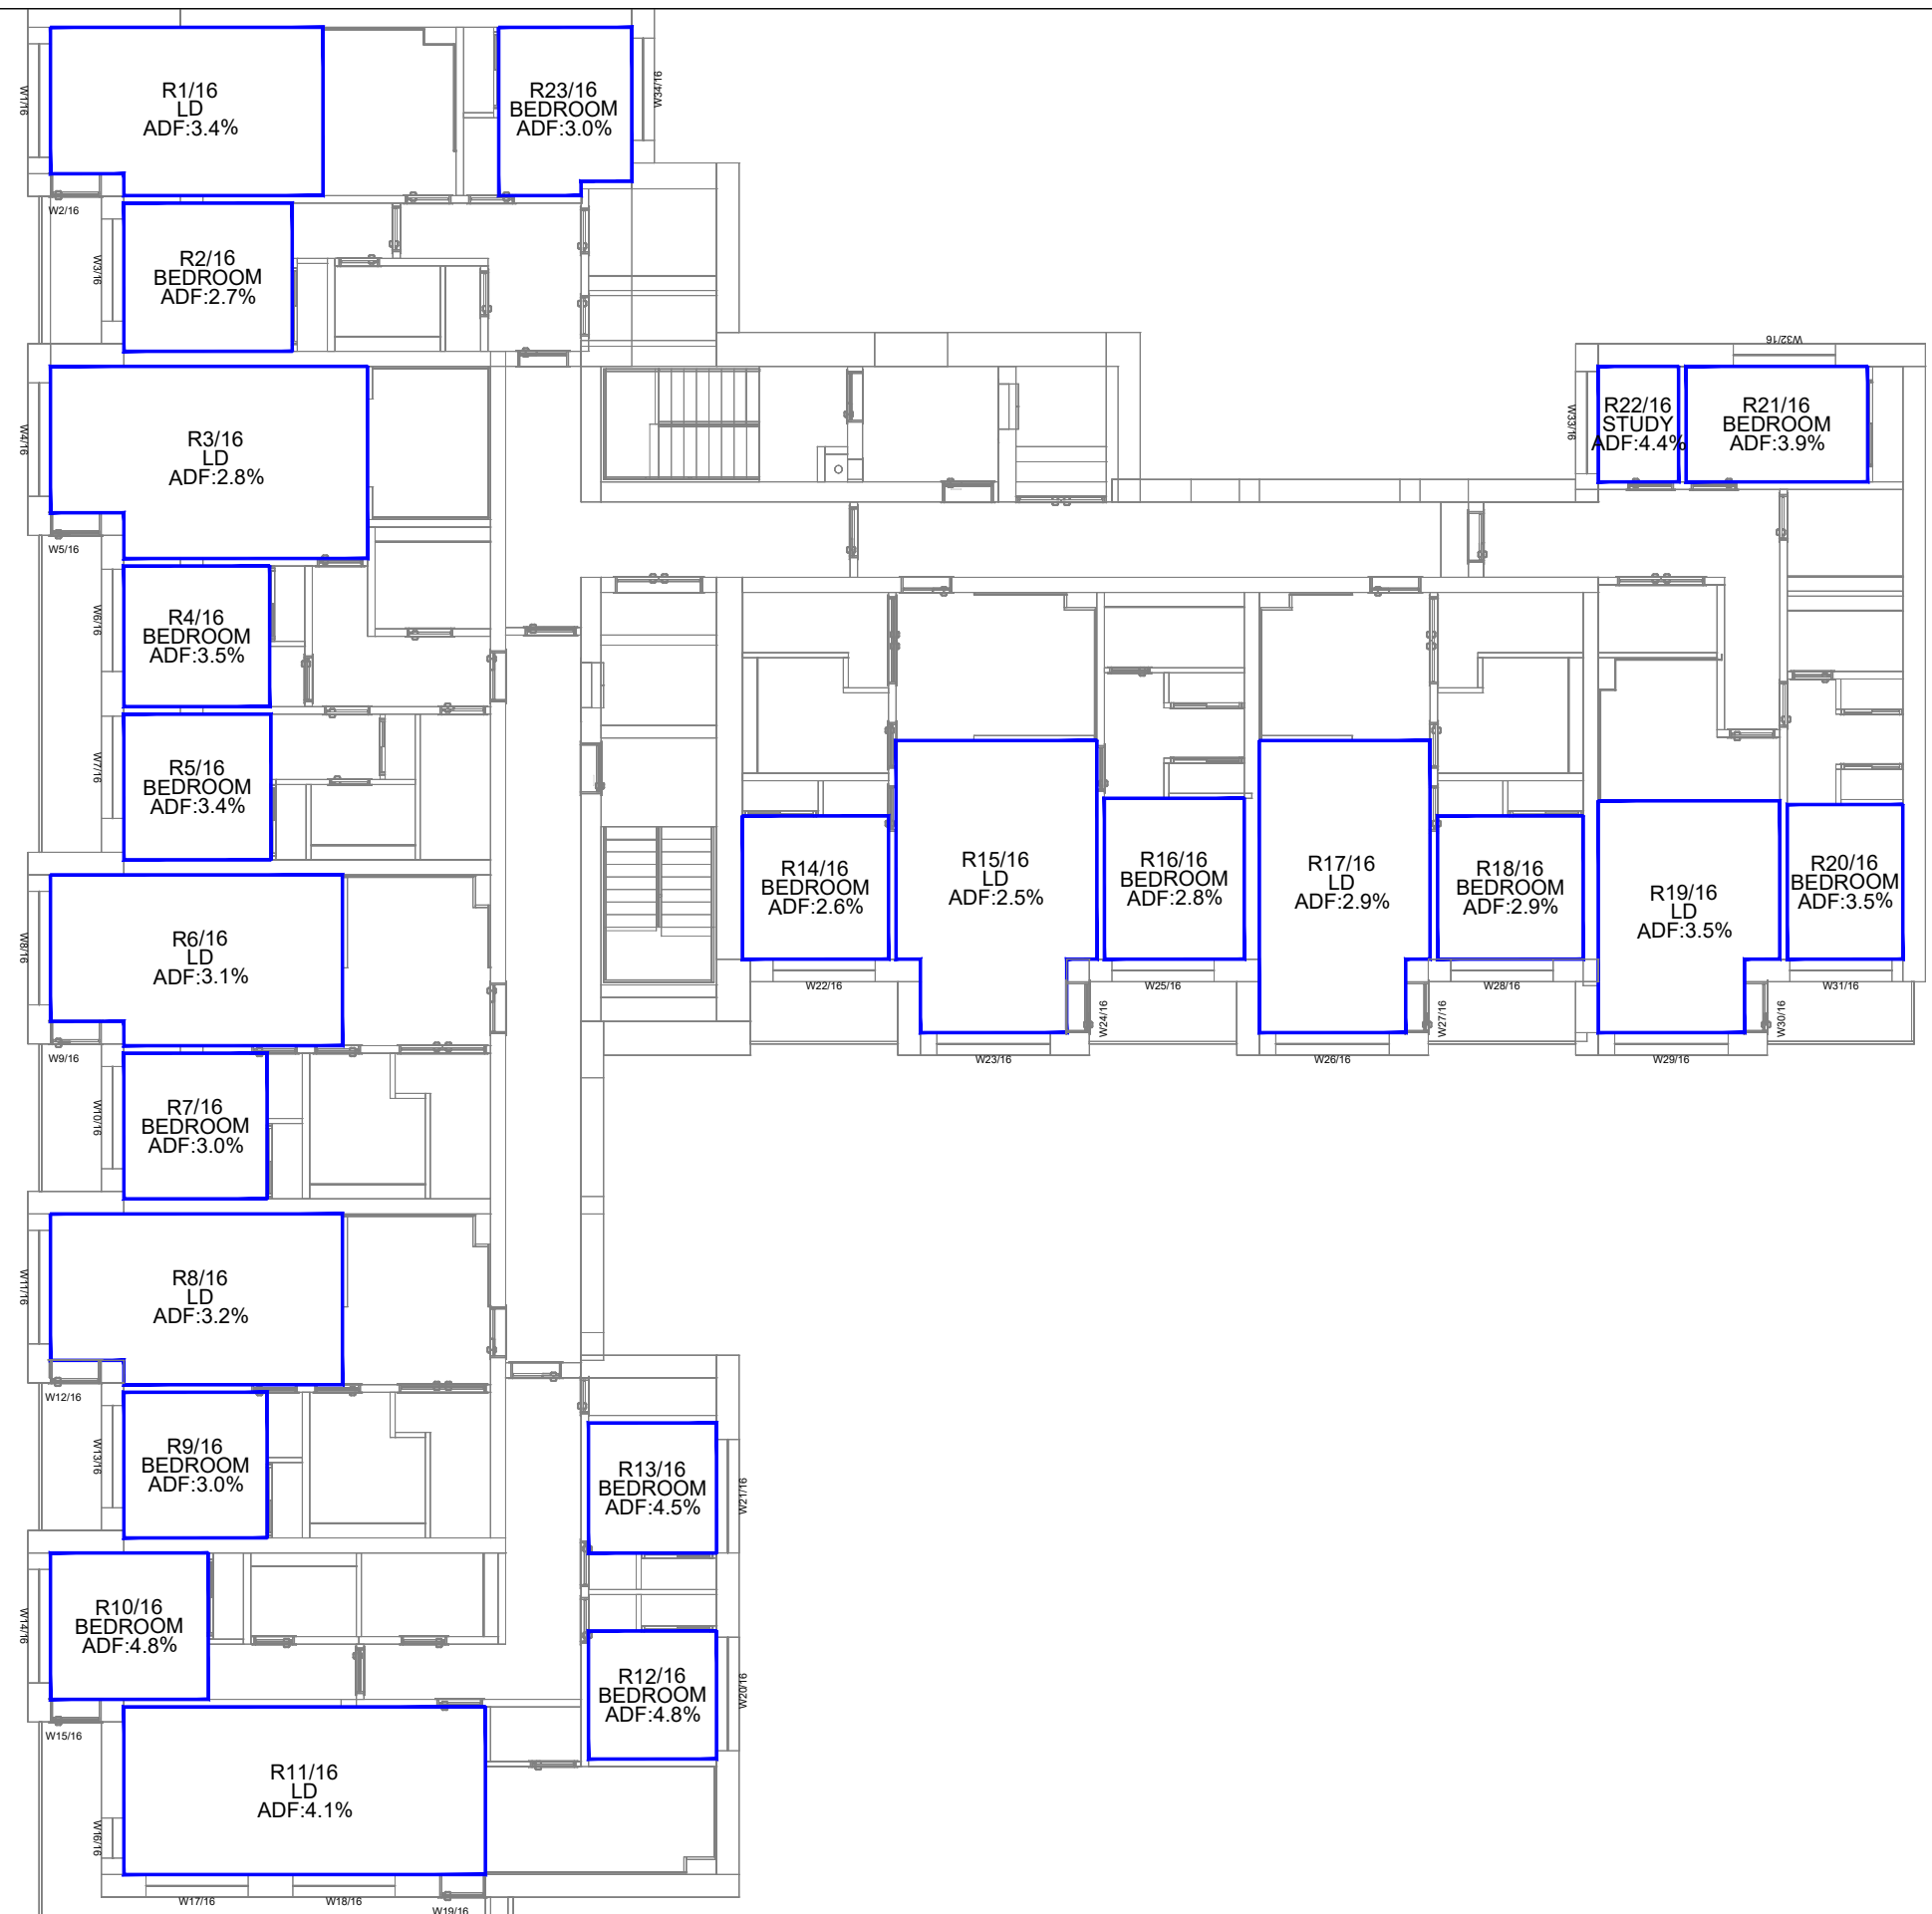 R1/16
LD
ADF:3.4%
W1/16
W2/16
R23/16
BEDROOM
ADF:3.0%
W34/16
R2/16
BEDROOM
ADF:2.7%
W3/16
R3/16
LD
ADF:2.8%
W4/16
W5/16
R4/16
BEDROOM
ADF:3.5%
W6/16
R5/16
BEDROOM
ADF:3.4%
W7/16
R6/16
LD
ADF:3.1%
W8/16
W9/16
R7/16
BEDROOM
ADF:3.0%
W10/16
R8/16
LD
ADF:3.2%
W11/16
W12/16
R9/16
BEDROOM
ADF:3.0%
W13/16
R10/16
BEDROOM
ADF:4.8%
W14/16
W15/16
R11/16
LD
ADF:4.1%
W16/16
W17/16
W18/16
W19/16
R12/16
BEDROOM
ADF:4.8%
W20/16
R13/16
BEDROOM
ADF:4.5%
W21/16
R14/16
BEDROOM
ADF:2.6%
W22/16
R15/16
LD
ADF:2.5%
W23/16
W24/16
R16/16
BEDROOM
ADF:2.8%
W25/16
R17/16
LD
ADF:2.9%
W26/16
W27/16
R18/16
BEDROOM
ADF:2.9%
W28/16
R19/16
LD
ADF:3.5%
W29/16
W30/16
R20/16
BEDROOM
ADF:3.5%
W31/16
R21/16
BEDROOM
ADF:3.9%
W32/16
R22/16
STUDY
ADF:4.4%
W33/16